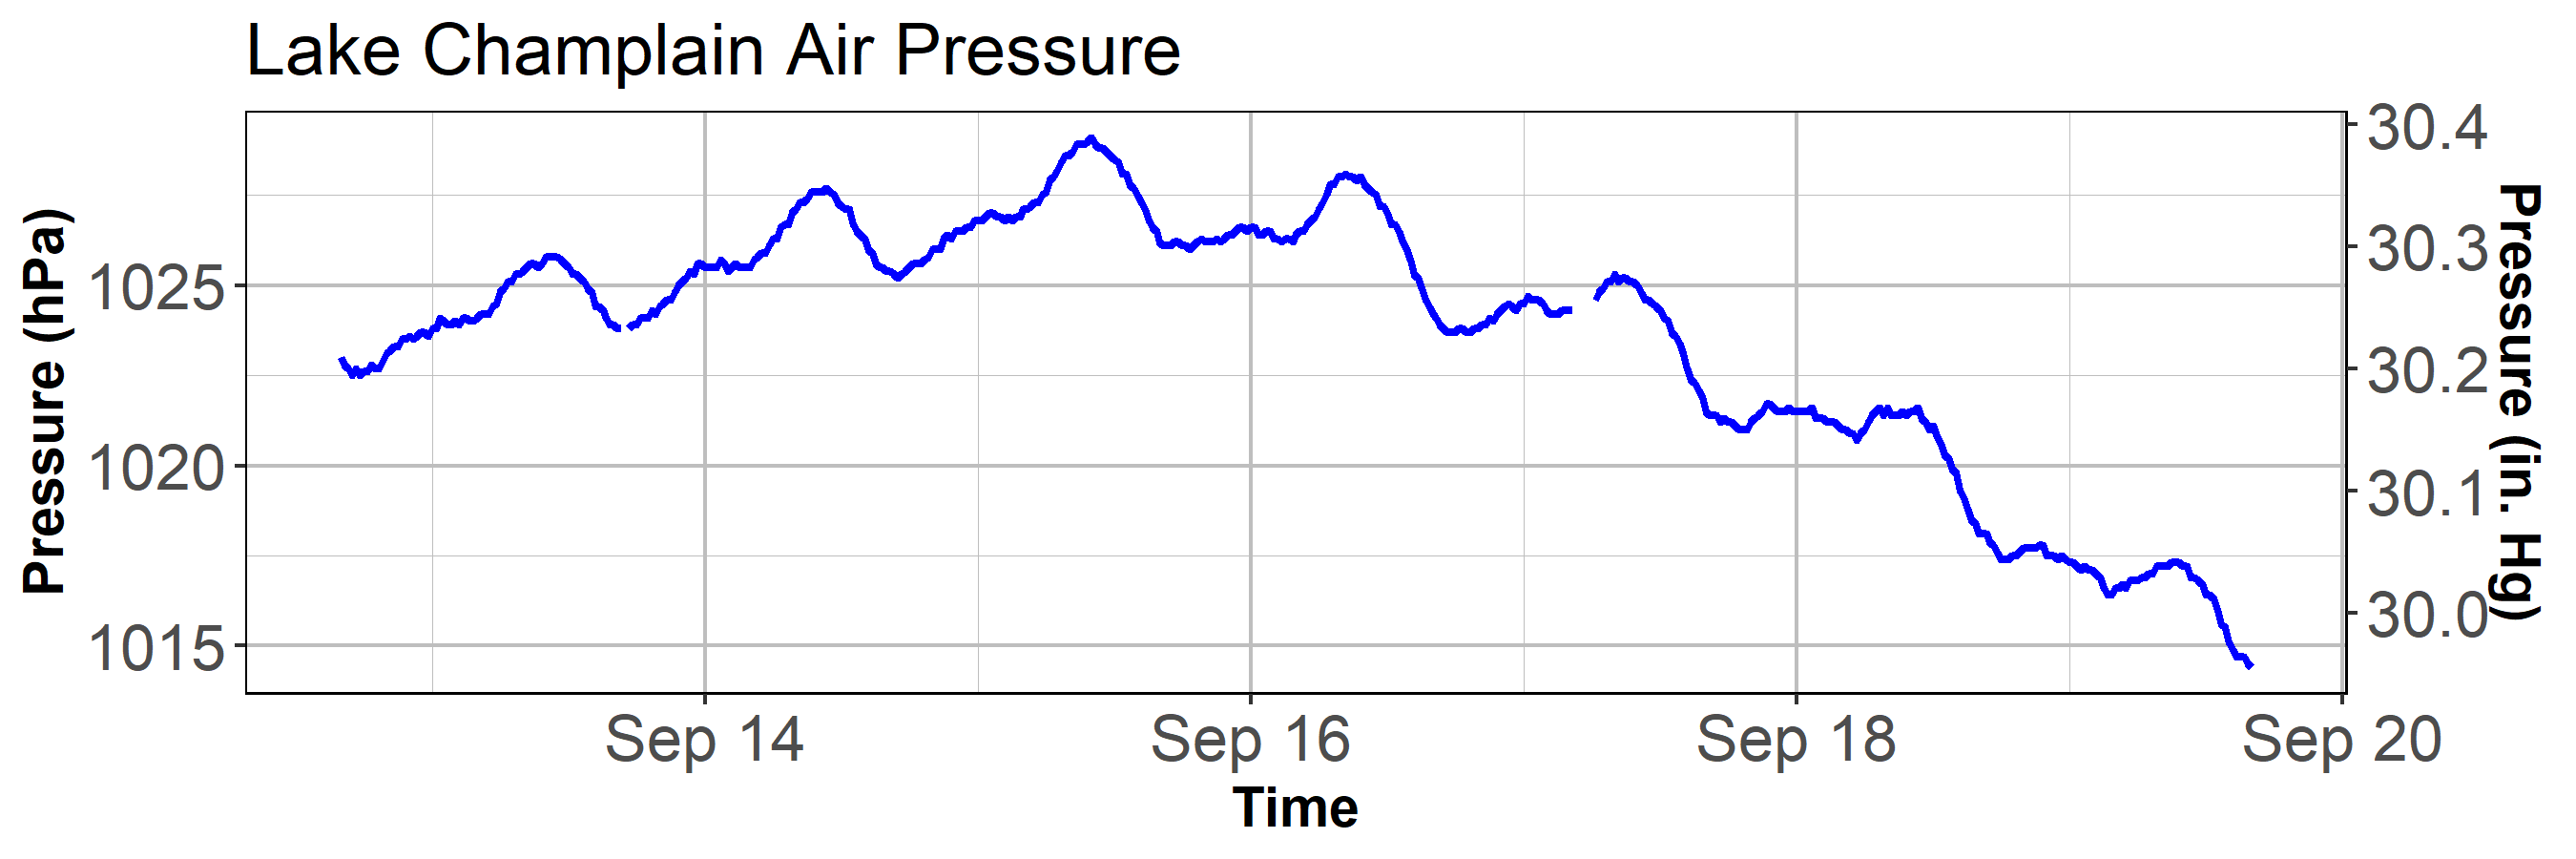 Lake Champlain Air Pressure
Pressure (hPa)
1025
1020
1015
30.4
30.3
30.2
30.1
30.0
Pressure (in. Hg)
Sep 14 Sep 16 Sep 18 Sep 20
Time